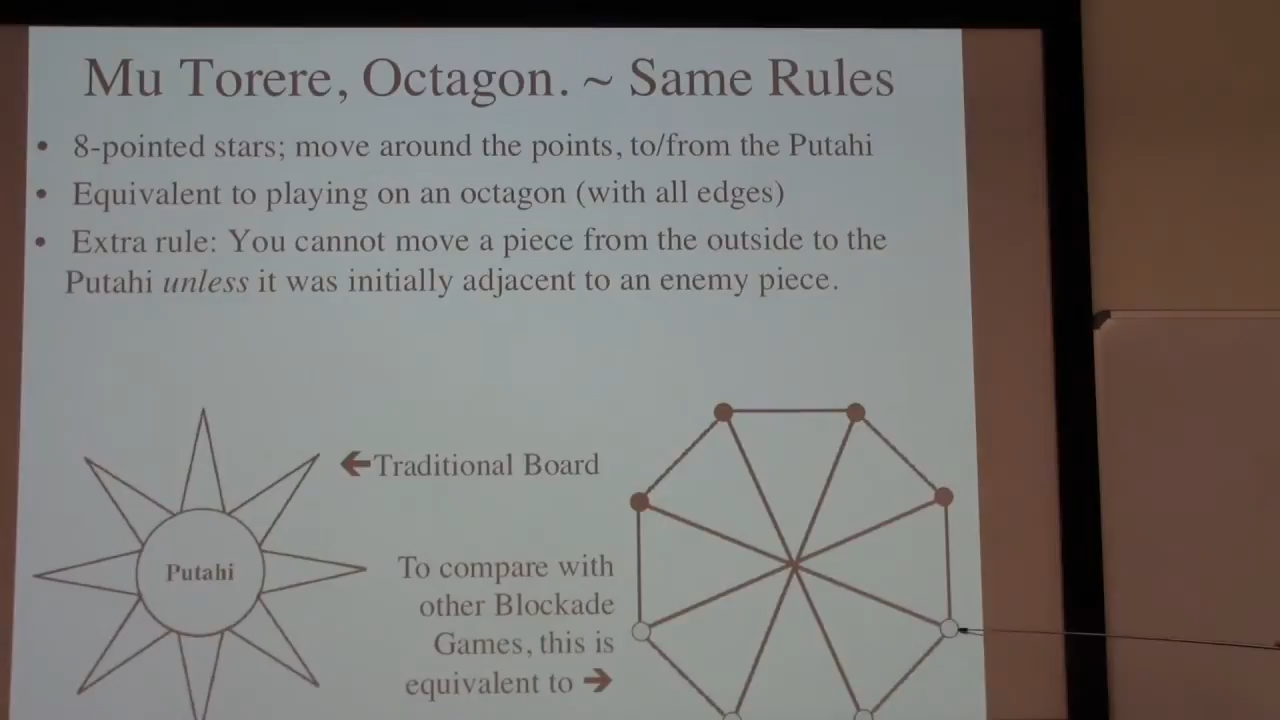 Mu Torere, Octagon. ~ Same Rules
• 8-pointed stars; move around the points, to/from the Putahi
• Equivalent to playing on an octagon (with all edges)
• Extra rule: You cannot move a piece from the outside to the
Putahi unless it was initially adjacent to an enemy piece.
←Traditional Board
Putahi
To compare with
other Blockade
Games, this is
equivalent to →